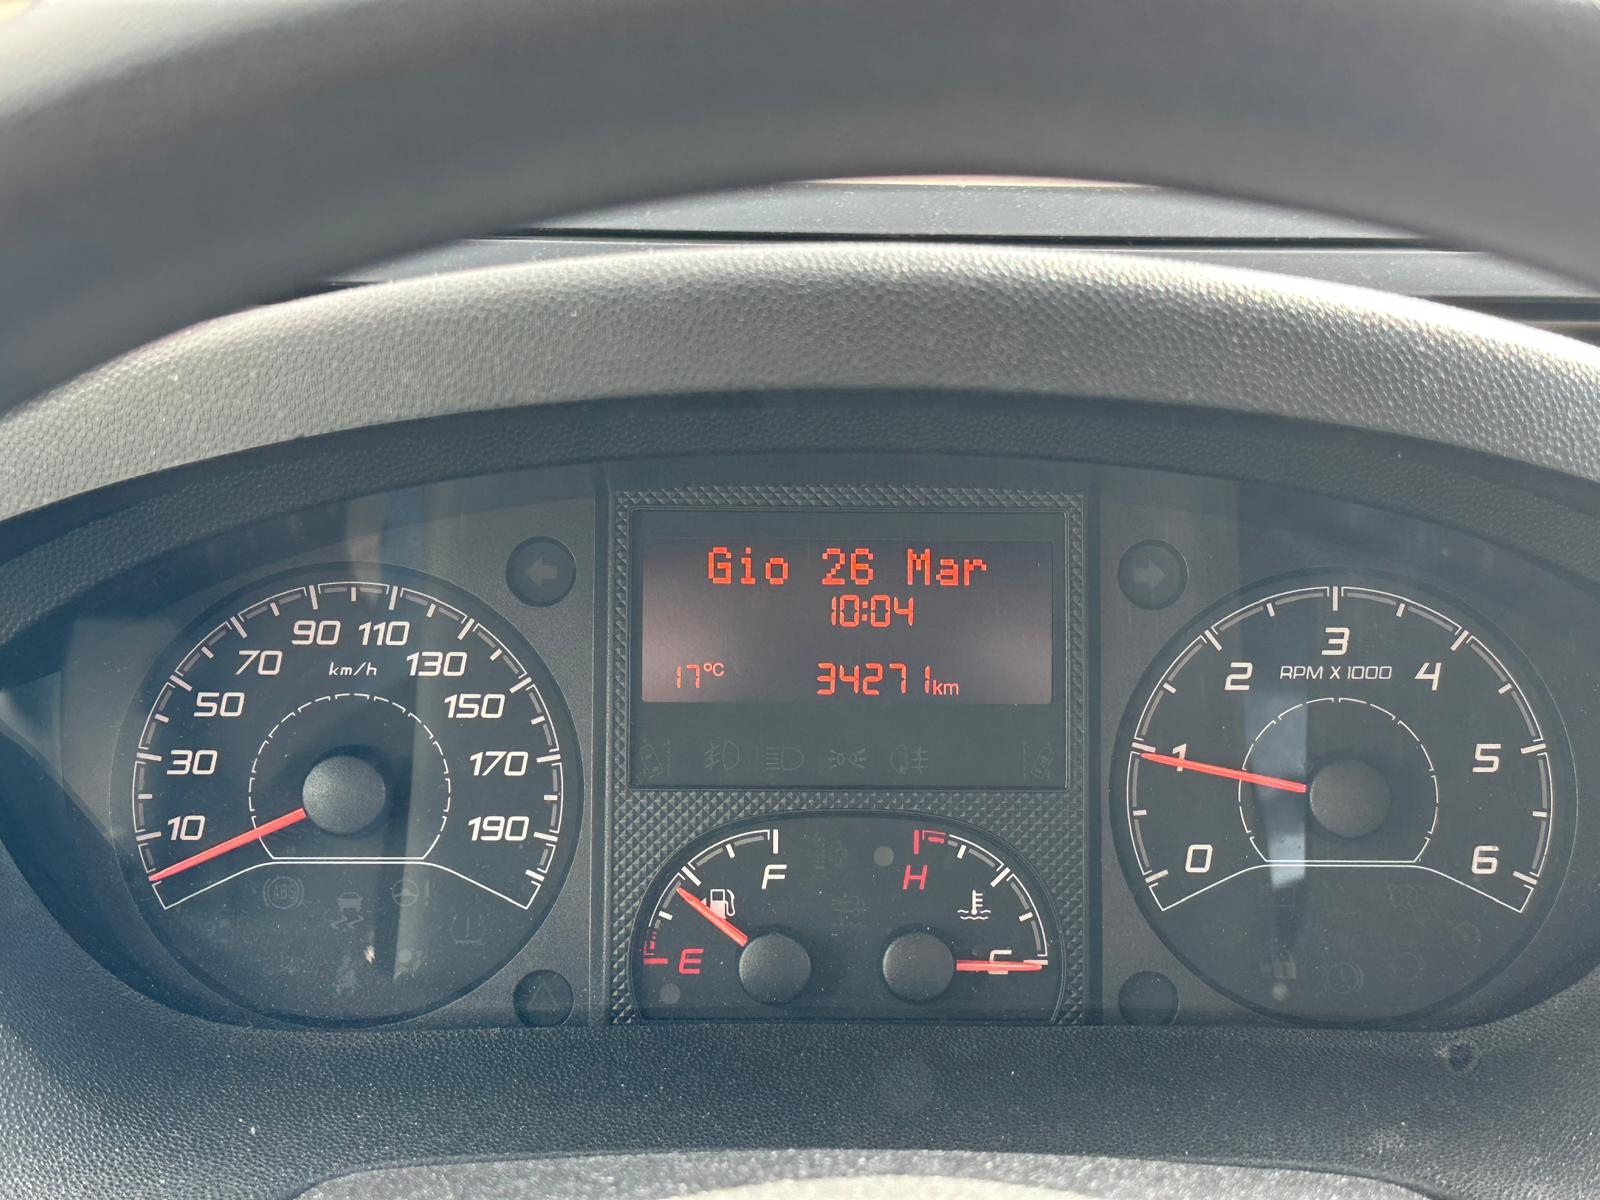 Gio 26 Mar
10:04
17°C 34271km
10 30 50 70 90 110 130 150 170 190
km/h
0 1 2 3 4 5 6
RPM X 1000
E F
H C
ABS